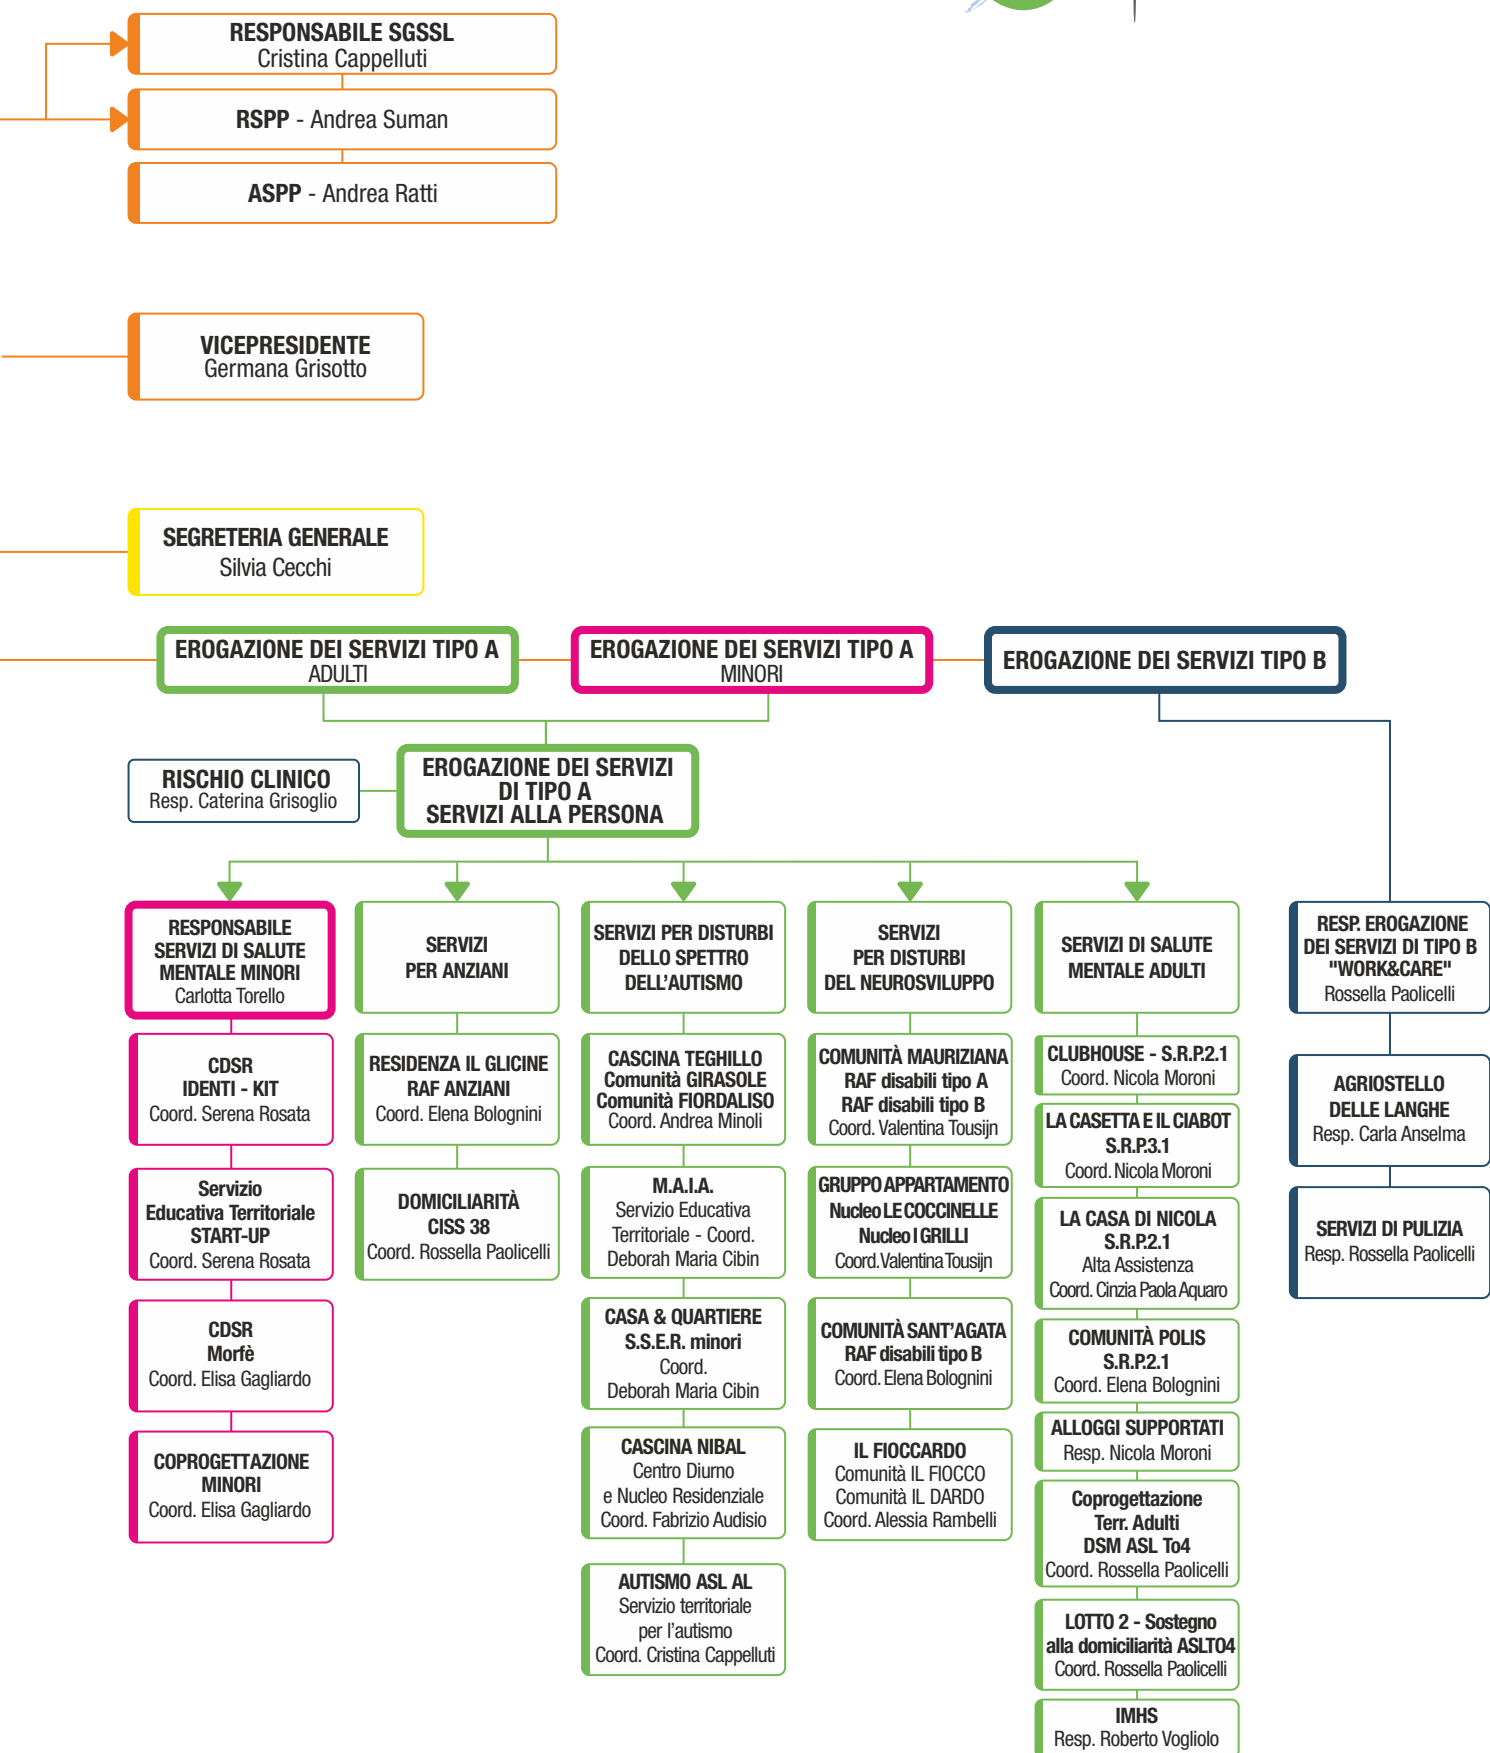 RESPONSABILE SGSSL
Cristina Cappelluti
RSPP - Andrea Suman
ASPP - Andrea Ratti
VICEPRESIDENTE
Germana Grisotto
SEGRETERIA GENERALE
Silvia Cecchi
EROGAZIONE DEI SERVIZI TIPO A
ADULTI
EROGAZIONE DEI SERVIZI TIPO A
MINORI
EROGAZIONE DEI SERVIZI TIPO B
RISCHIO CLINICO
Resp. Caterina Grisoglio
EROGAZIONE DEI SERVIZI
DI TIPO A
SERVIZI ALLA PERSONA
RESPONSABILE
SERVIZI DI SALUTE
MENTALE MINORI
Carlotta Torello
CDSR
IDENTI - KIT
Coord. Serena Rosata
Servizio
Educativa Territoriale
START-UP
Coord. Serena Rosata
CDSR
Morfè
Coord. Elisa Gagliardo
COPROGETTAZIONE
MINORI
Coord. Elisa Gagliardo
SERVIZI
PER ANZIANI
RESIDENZA IL GLICINE
RAF ANZIANI
Coord. Elena Bolognini
DOMICILIARITÀ
CISS 38
Coord. Rossella Paolicelli
SERVIZI PER DISTURBI
DELLO SPETTRO
DELL'AUTISMO
CASCINA TEGHILLO
Comunità GIRASOLE
Comunità FIORDALISO
Coord. Andrea Minoli
M.A.I.A.
Servizio Educativa
Territoriale - Coord.
Deborah Maria Cibin
CASA & QUARTIERE
S.S.E.R. minori
Coord.
Deborah Maria Cibin
CASCINA NIBAL
Centro Diurno
e Nucleo Residenziale
Coord. Fabrizio Audisio
AUTISMO ASL AL
Servizio territoriale
per l'autismo
Coord. Cristina Cappelluti
SERVIZI
PER DISTURBI
DEL NEUROSVILUPPO
COMUNITÀ MAURIZIANA
RAF disabili tipo A
RAF disabili tipo B
Coord. Valentina Tousijn
GRUPPO APPARTAMENTO
Nucleo LE COCCINELLE
Nucleo I GRILLI
Coord. Valentina Tousijn
COMUNITÀ SANT'AGATA
RAF disabili tipo B
Coord. Elena Bolognini
IL FIOCCARDO
Comunità IL FIOCCO
Comunità IL DARDO
Coord. Alessia Rambelli
SERVIZI DI SALUTE
MENTALE ADULTI
CLUBHOUSE - S.R.P.2.1
Coord. Nicola Moroni
LA CASETTA E IL CIABOT
S.R.P.3.1
Coord. Nicola Moroni
LA CASA DI NICOLA
S.R.P.2.1
Alta Assistenza
Coord. Cinzia Paola Aquaro
COMUNITÀ POLIS
S.R.P.2.1
Coord. Elena Bolognini
ALLOGGI SUPPORTATI
Resp. Nicola Moroni
Coprogettazione
Terr. Adulti
DSM ASL To4
Coord. Rossella Paolicelli
LOTTO 2 - Sostegno
alla domiciliarità ASLTO4
Coord. Rossella Paolicelli
IMHS
Resp. Roberto Vogliolo
RESP. EROGAZIONE
DEI SERVIZI DI TIPO B
"WORK&CARE"
Rossella Paolicelli
AGRIOSTELLO
DELLE LANGHE
Resp. Carla Anselma
SERVIZI DI PULIZIA
Resp. Rossella Paolicelli